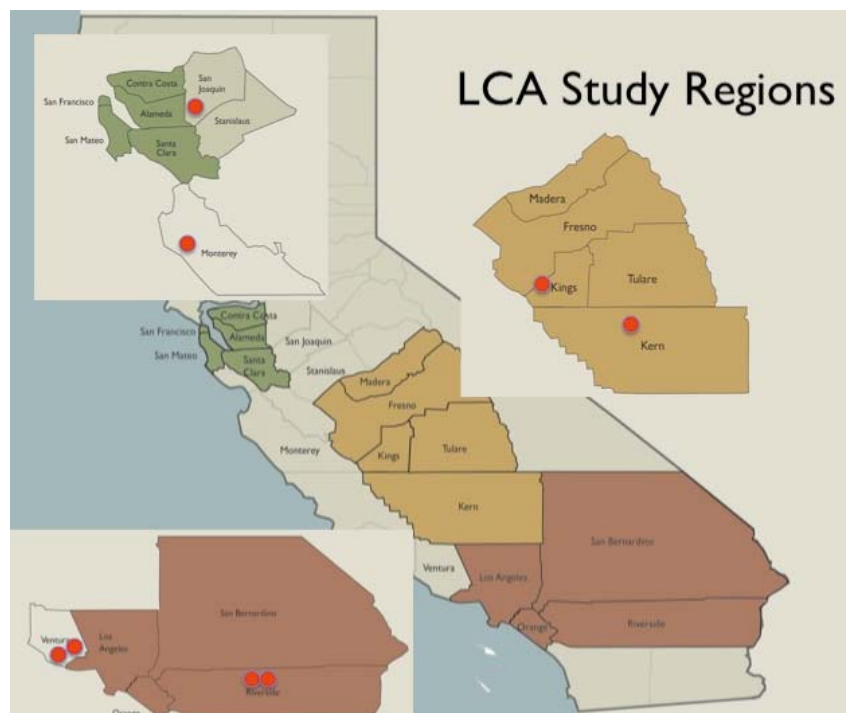 LCA Study Regions
Contra Costa
San
Joaquin
San Francisco
Alameda
Stanislaus
San Mateo
Santa
Clara
Monterey
Madera
Fresno
Kings
Tulare
Kern
Contra Costa
San Francisco
Alameda
San Joaquin
San Mateo
Santa
Clara
Stanislaus
Madera
Fresno
Monterey
Kings
Tulare
Kern
San Bernardino
Ventura
Los Angeles
Orange
Riverside
San Bernardino
Ventura
Los
Angeles
Riverside
Orange